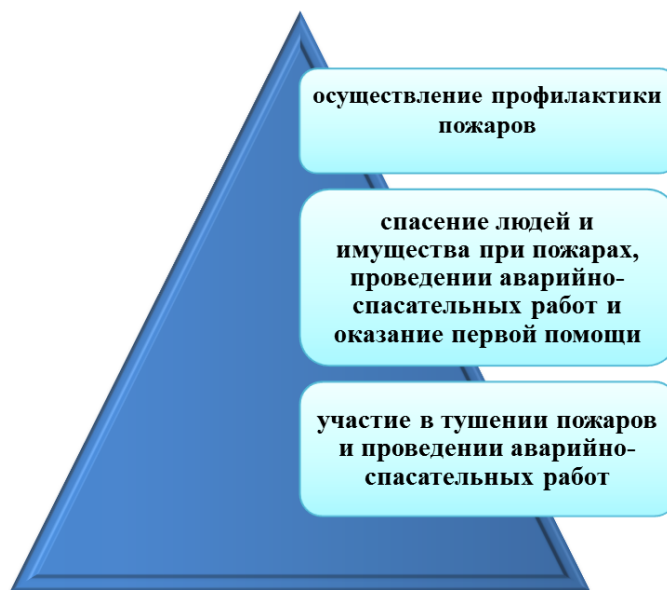 осуществление профилактики
пожаров
спасение людей и
имущества при пожарах,
проведении аварийно-
спасательных работ и
оказание первой помощи
участие в тушении пожаров
и проведении аварийно-
спасательных работ